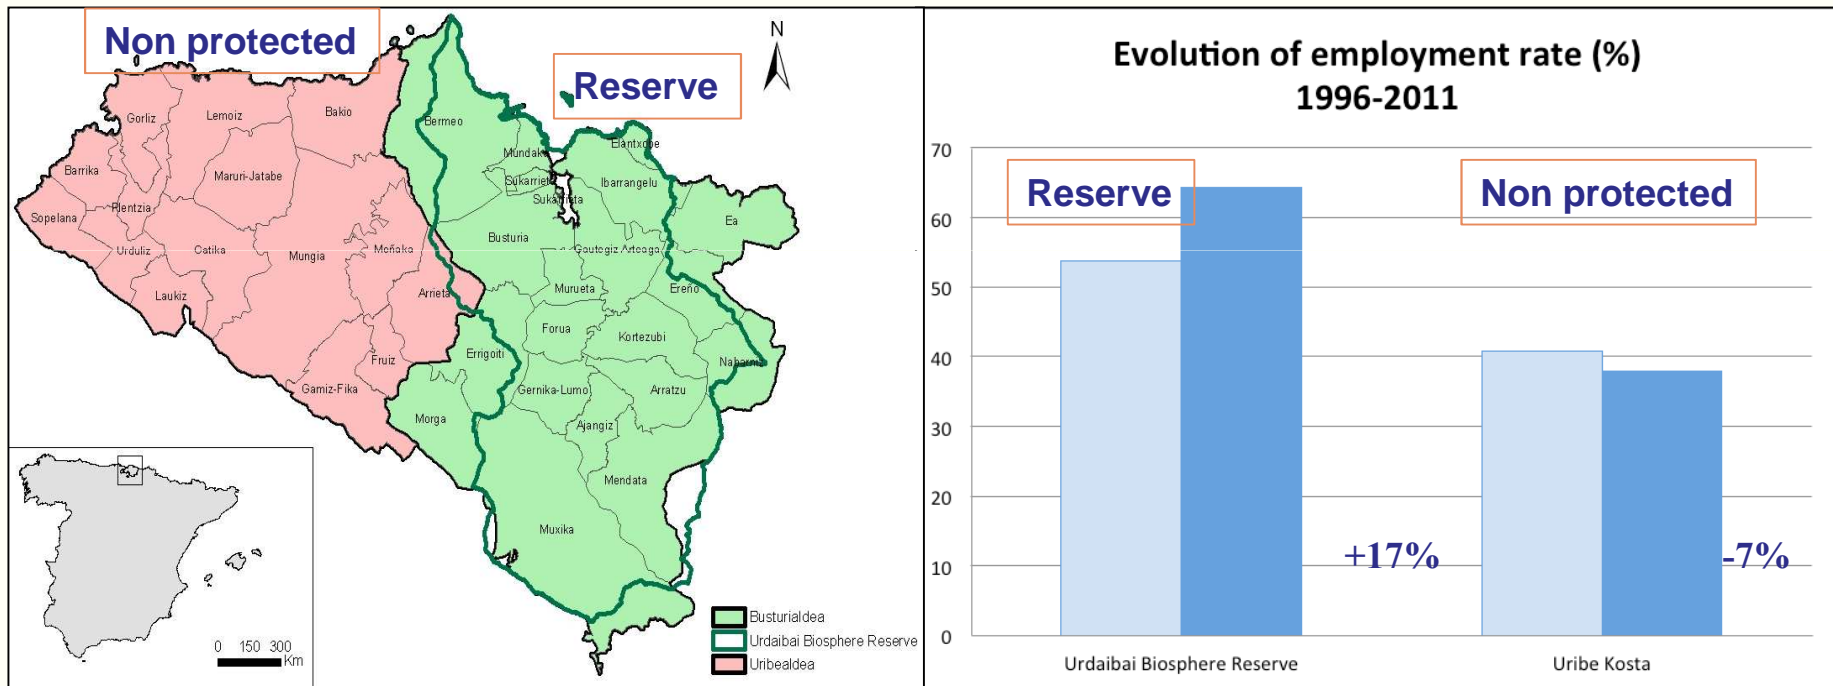 Non protected
Reserve
N
Gorliz
Lemoiz
Bakio
Bermeo
Barrika
Maruri-Jatabe
Mundaka
Elantxobe
Sukarrieta
Ibarrangelu
Sukarrieta
Sopelana
Plentzia
Ea
Urduliz
Gatika
Mungia
Meñaka
Busturia
Gautegiz Arteaga
Laukiz
Arrieta
Murueta
Ereño
Forua
Kortezubi
Fruiz
Errigoiti
Nabarniz
Gamiz-Fika
Gernika-Lumo
Arratzu
Morga
Ajangiz
Mendata
Muxika
0 150 300
Km
Busturialdea
Urdaibai Biosphere Reserve
Uribealdea
Evolution of employment rate (%)
1996-2011
70
60
50
40
30
20
10
0
Reserve
Non protected
+17%
-7%
Urdaibai Biosphere Reserve
Uribe Kosta